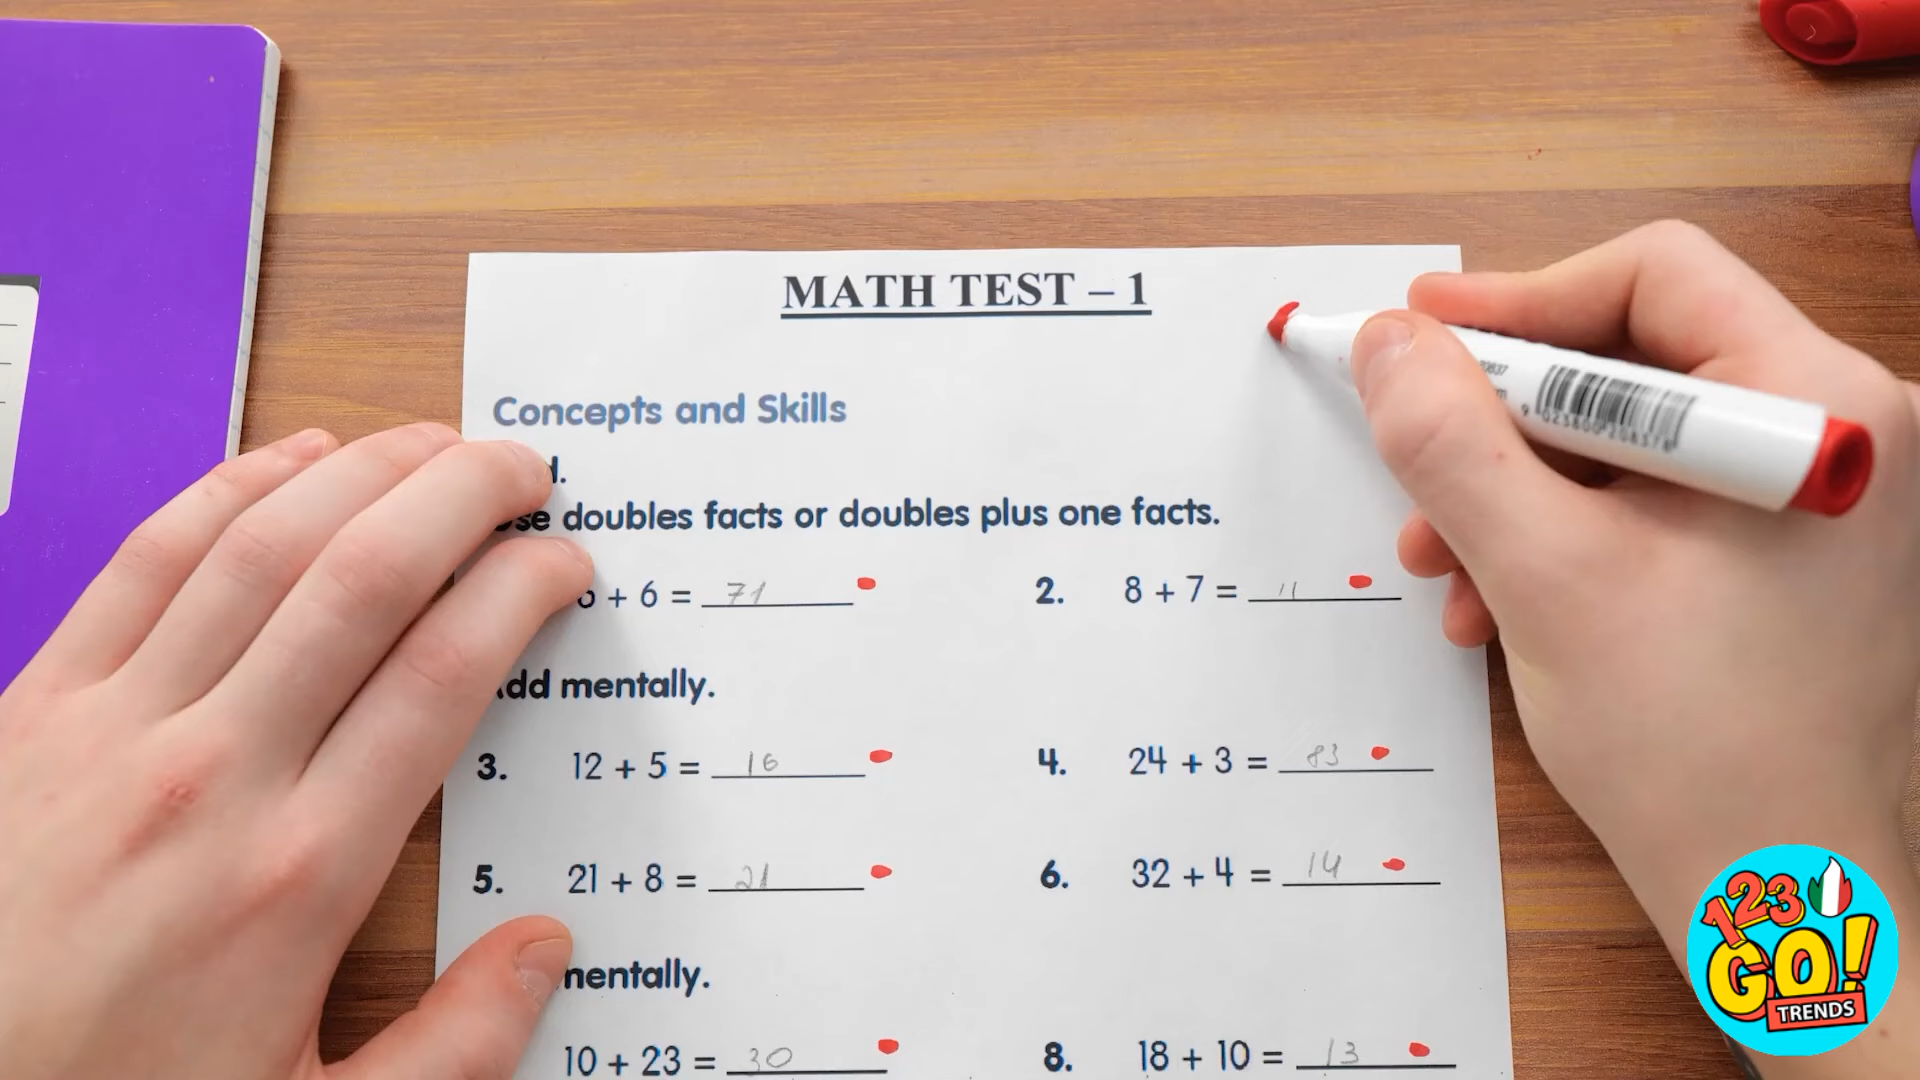 MATH TEST – 1
Concepts and Skills
d.
Use doubles facts or doubles plus one facts.
+ 6 = 71
2. 8 + 7 = 11
dd mentally.
3. 12 + 5 = 16
4. 24 + 3 = 83
5. 21 + 8 = 21
6. 32 + 4 = 14
mentally.
10 + 23 = 30
8. 18 + 10 = 13
123
GO!
TRENDS